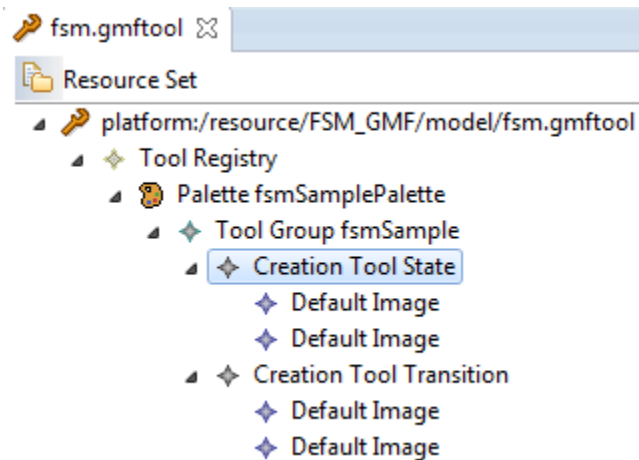 fsm.gmftool
Resource Set
platform:/resource/FSM_GMF/model/fsm.gmftool
Tool Registry
Palette fsmSamplePalette
Tool Group fsmSample
Creation Tool State
Default Image
Default Image
Creation Tool Transition
Default Image
Default Image